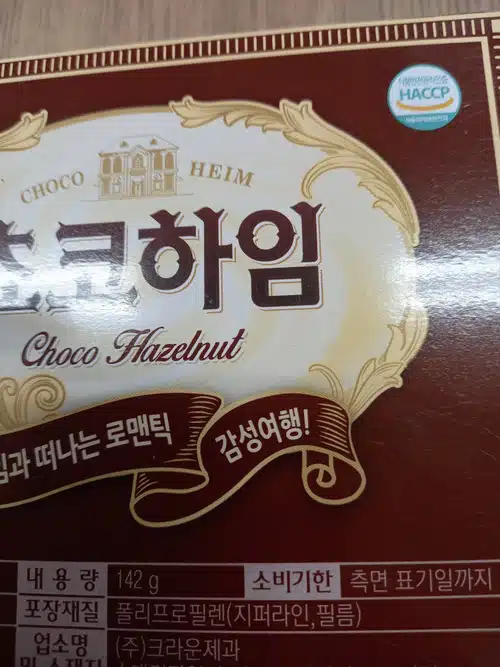 HACCP
CHOCO HEIM
초코하임
Choco Hazelnut
떠나는 로맨틱
감성여행!
내 용 량 142 g 소비기한 측면 표기일까지
포장재질 폴리프로필렌(지퍼라인,필름)
업소명 (주)크라운제과